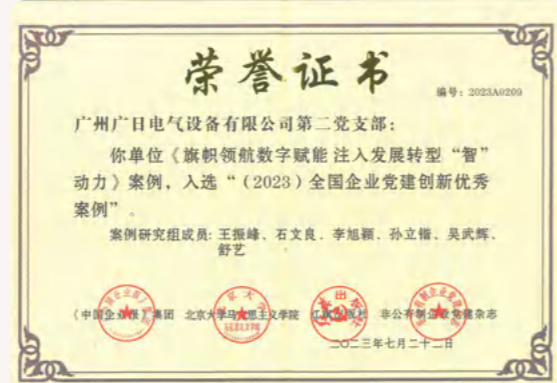 荣誉证书
编号：2023A0209
广州广日电气设备有限公司第二党支部：
你单位《旗帜领航数字赋能 注入发展转型“智”
动力》案例，入选“（2023）全国企业党建创新优秀
案例”。
案例研究组成员：王振峰、石文良、李旭颖、孙立锴、吴武辉、
舒艺
《中国企业报》集团 北京大学马克思主义学院 非公有制企业党建杂志
二〇二三年七月二十二日